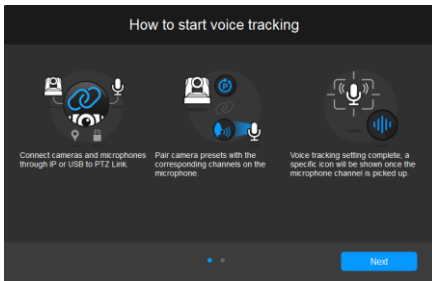 How to start voice tracking
Connect cameras and microphones
through IP or USB to PTZ Link.
Pair camera presets with the
corresponding channels on the
microphone.
Voice tracking setting complete, a
specific icon will be shown once the
microphone channel is picked up.
Next